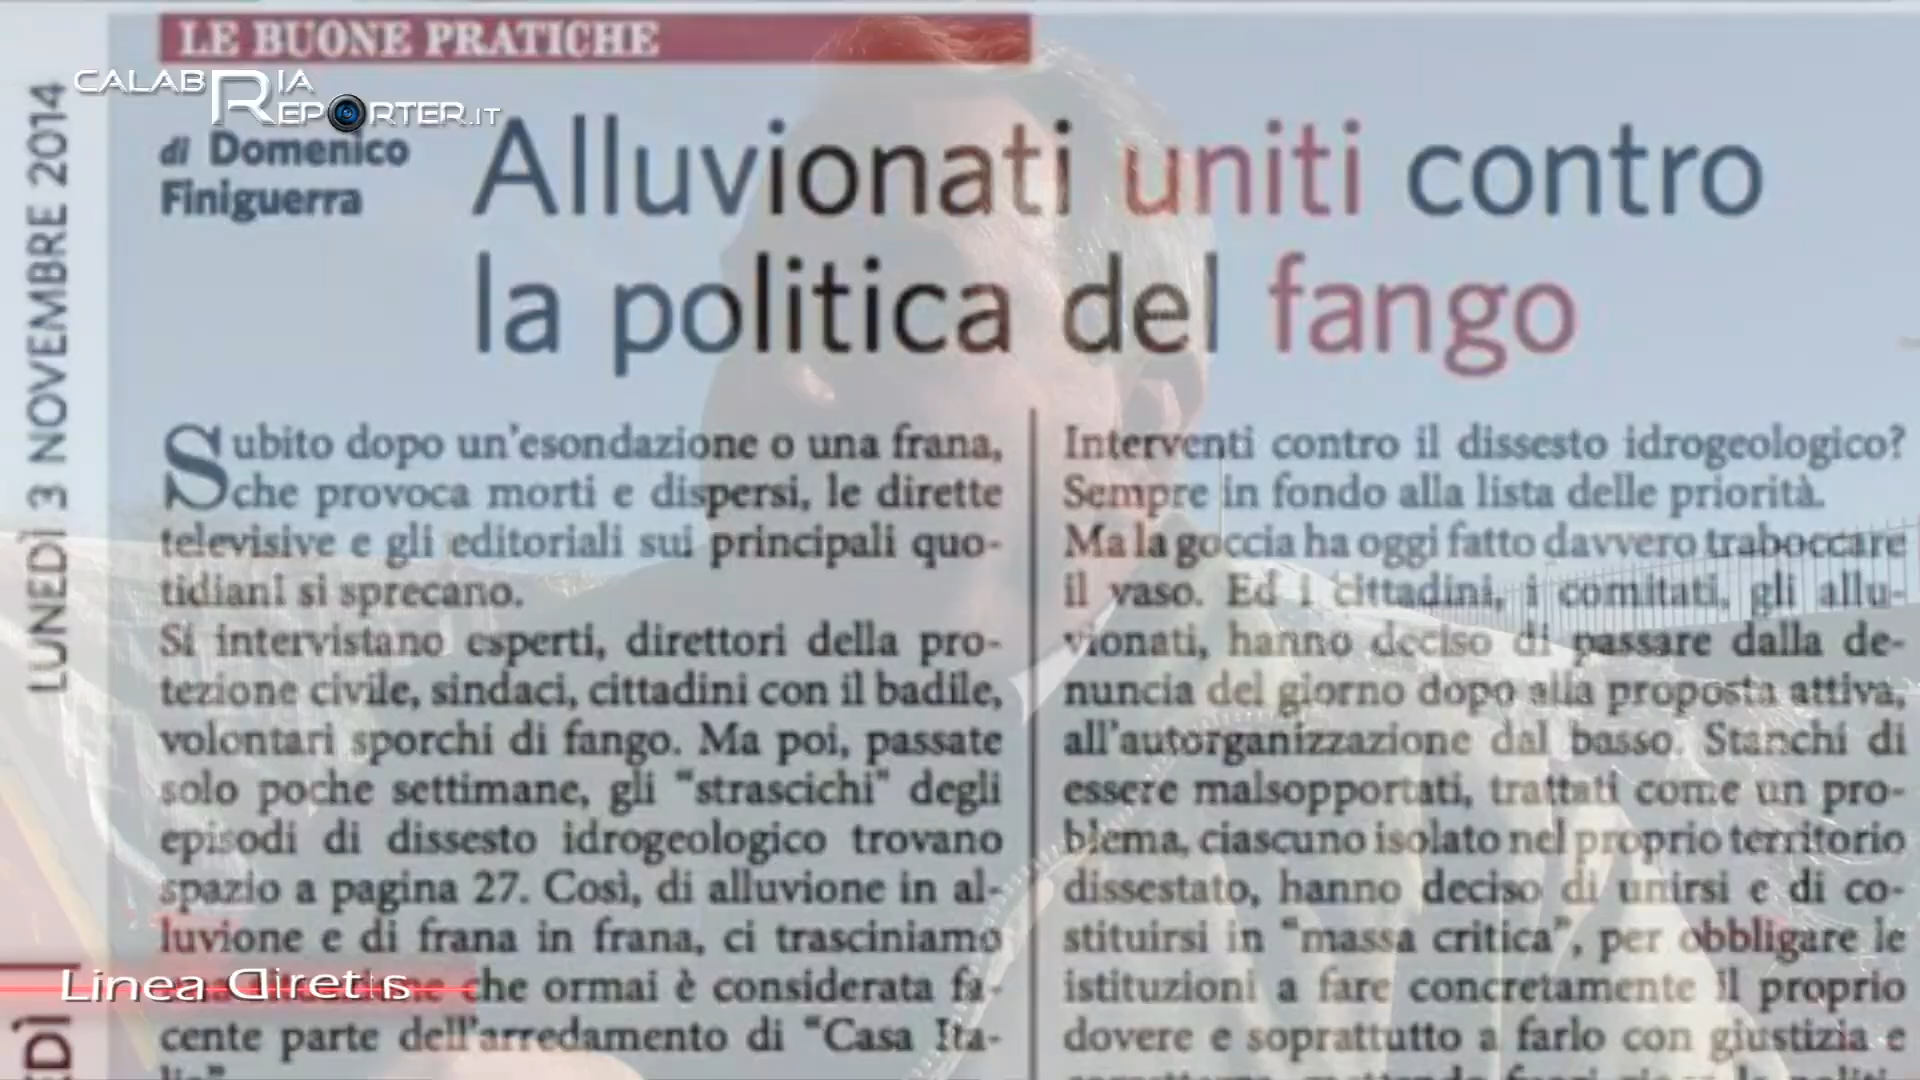 LE BUONE PRATICHE
CALABRIA
REPORTER.IT
LUNEDÌ 3 NOVEMBRE 2014
di Domenico
Finiguerra
Alluvionati uniti contro
la politica del fango
Subito dopo un'esondazione o una frana,
che provoca morti e dispersi, le dirette
televisive e gli editoriali sui principali quo-
tidiani si sprecano.
Si intervistano esperti, direttori della pro-
tezione civile, sindaci, cittadini con il badile,
volontari sporchi di fango. Ma poi, passate
solo poche settimane, gli "strascichi" degli
episodi di dissesto idrogeologico trovano
spazio a pagina 27. Così, di alluvione in al-
luvione e di frana in frana, ci trasciniamo
che ormai è considerata fa-
cente parte dell'arredamento di "Casa Ita-
Interventi contro il dissesto idrogeologico?
Sempre in fondo alla lista delle priorità.
Ma la goccia ha oggi fatto davvero traboccare
il vaso. Ed i cittadini, i comitati, gli allu-
vionati, hanno deciso di passare dalla de-
nuncia del giorno dopo alla proposta attiva,
all'autorganizzazione dal basso. Stanchi di
essere malsopportati, trattati come un pro-
blema, ciascuno isolato nel proprio territorio
dissestato, hanno deciso di unirsi e di co-
stituirsi in "massa critica", per obbligare le
istituzioni a fare concretamente il proprio
dovere e soprattutto a farlo con giustizia e
Linea Diretta
EDÌ